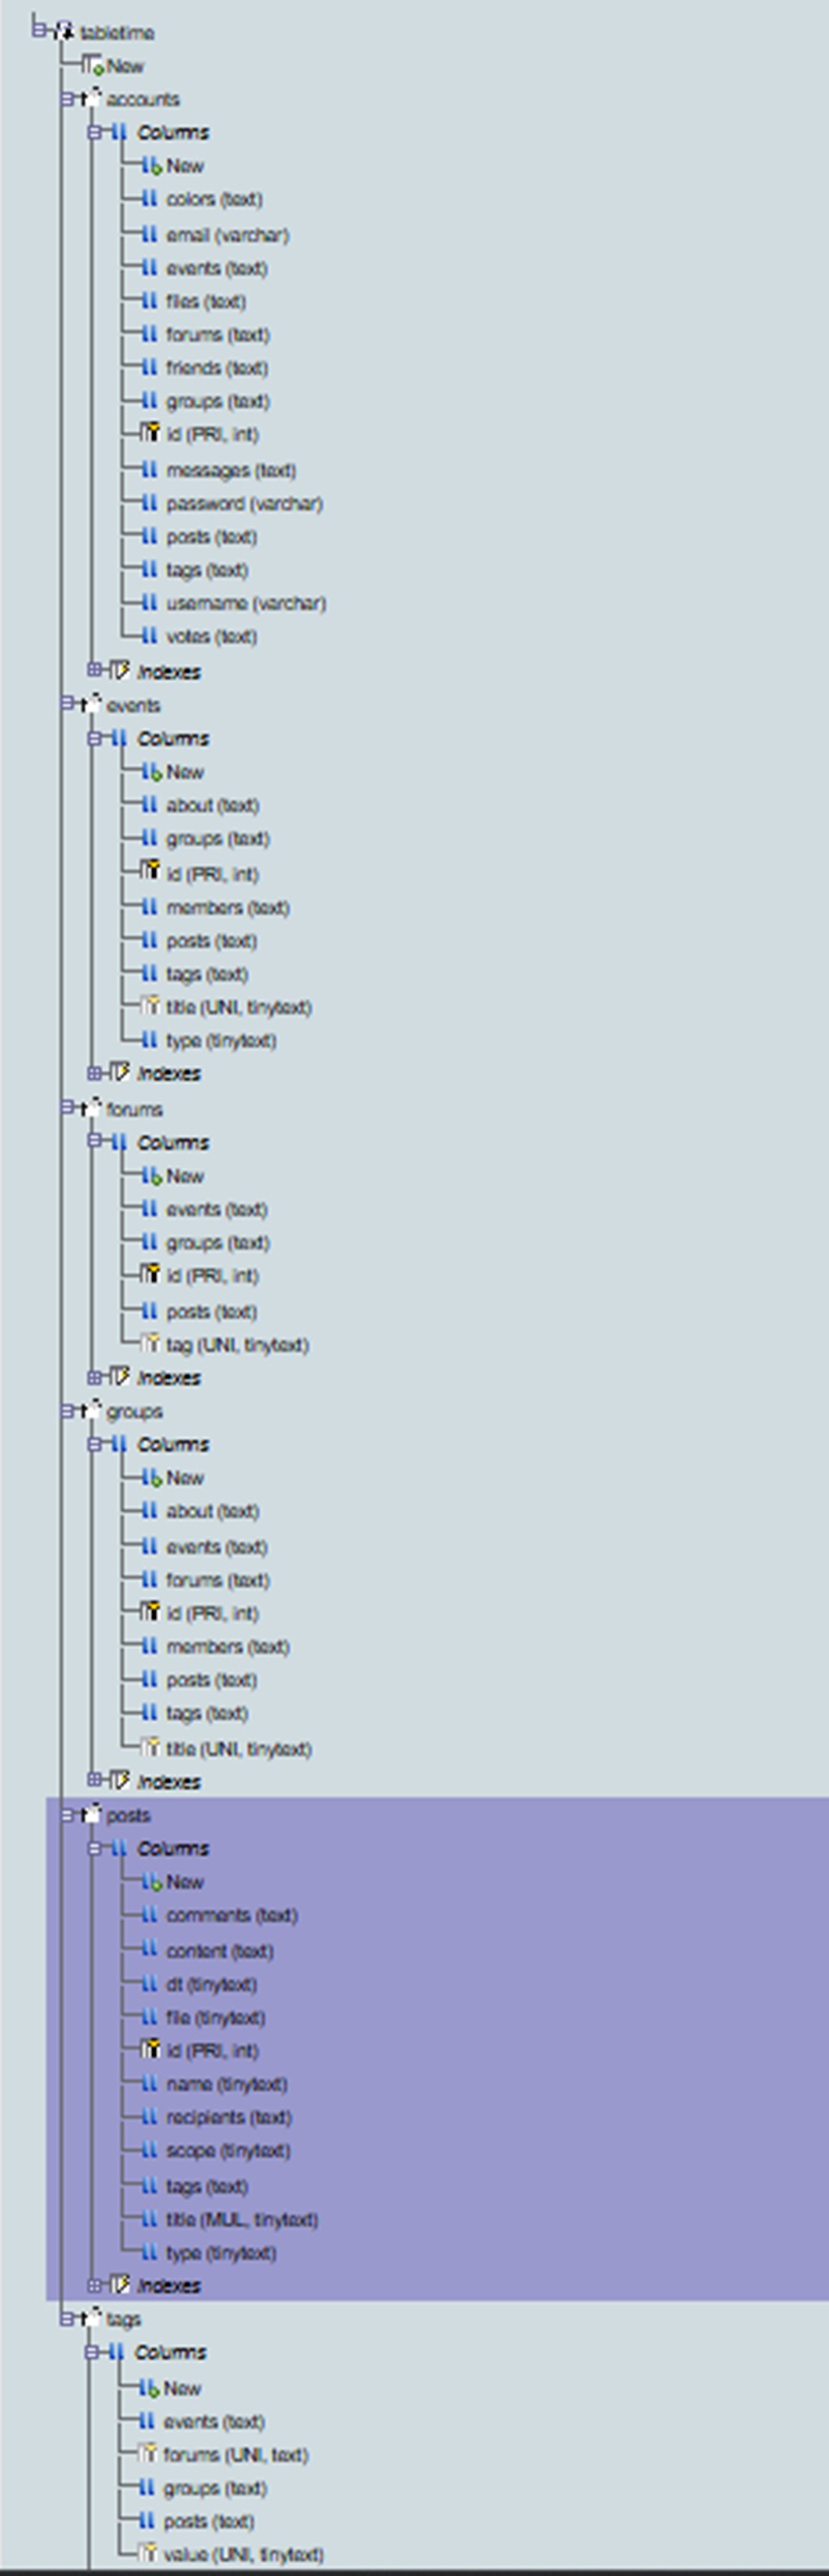 tabletime
New
accounts
Columns
New
colors (text)
email (varchar)
events (text)
files (text)
forums (text)
friends (text)
groups (text)
id (PRI, int)
messages (text)
password (varchar)
posts (text)
tags (text)
username (varchar)
votes (text)
Indexes
events
Columns
New
about (text)
groups (text)
id (PRI, int)
members (text)
posts (text)
tags (text)
title (UNI, tinytext)
type (tinytext)
Indexes
forums
Columns
New
events (text)
groups (text)
id (PRI, int)
posts (text)
tag (UNI, tinytext)
Indexes
groups
Columns
New
about (text)
events (text)
forums (text)
id (PRI, int)
members (text)
posts (text)
tags (text)
title (UNI, tinytext)
Indexes
posts
Columns
New
comments (text)
content (text)
dt (tinytext)
file (tinytext)
id (PRI, int)
name (tinytext)
recipients (text)
scope (tinytext)
tags (text)
title (MUL, tinytext)
type (tinytext)
Indexes
tags
Columns
New
events (text)
forums (UNI, text)
groups (text)
posts (text)
value (UNI, tinytext)